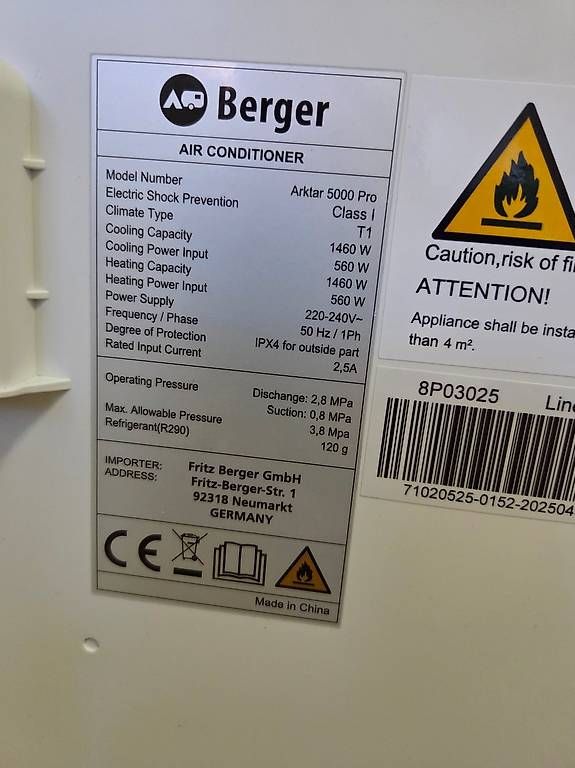 Berger
AIR CONDITIONER
Model Number Arktar 5000 Pro
Electric Shock Prevention Class I
Climate Type T1
Cooling Capacity 1460 W
Cooling Power Input 560 W
Heating Capacity 1460 W
Heating Power Input 560 W
Power Supply 220-240V~
Frequency / Phase 50 Hz / 1Ph
Degree of Protection IPX4 for outside part
Rated Input Current 2,5A
Operating Pressure Discharge: 2,8 MPa
Suction: 0,8 MPa
Max. Allowable Pressure 3,8 Mpa
Refrigerant(R290) 120 g
IMPORTER: Fritz Berger GmbH
ADDRESS: Fritz-Berger-Str. 1
92318 Neumarkt
GERMANY
CE
Made in China
Caution,risk of fi
ATTENTION!
Appliance shall be insta
than 4 m².
8P03025 Line
71020525-0152-202504